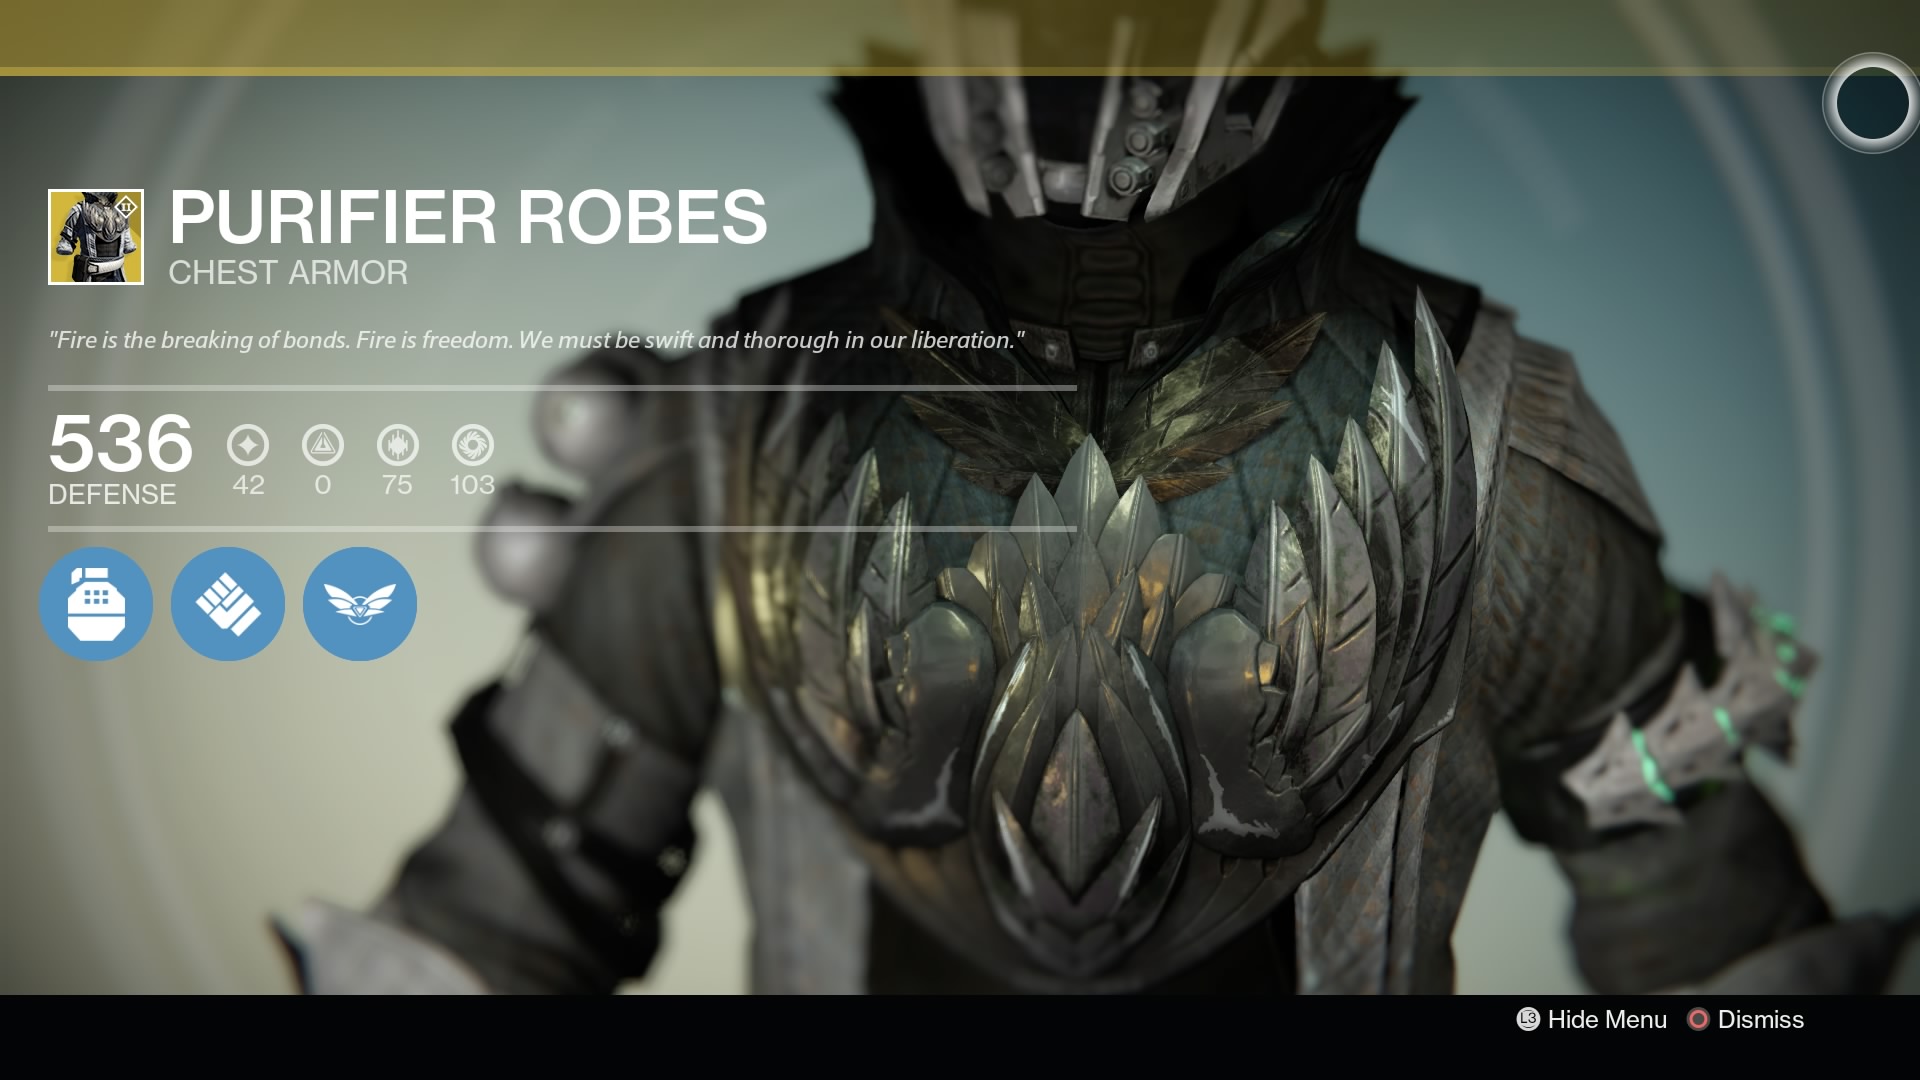 PURIFIER ROBES
CHEST ARMOR
"Fire is the breaking of bonds. Fire is freedom. We must be swift and thorough in our liberation."
536
DEFENSE
42 0 75 103
L3 Hide Menu Dismiss